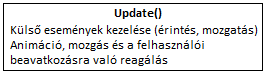 Update()
Külső események kezelése (érintés, mozgatás)
Animáció, mozgás és a felhasználói
beavatkozásra való reagálás